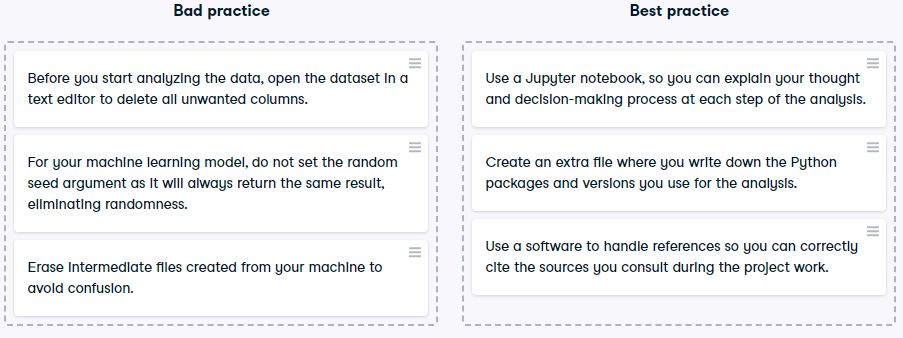 Bad practice
Before you start analyzing the data, open the dataset in a
text editor to delete all unwanted columns.
For your machine learning model, do not set the random
seed argument as it will always return the same result,
eliminating randomness.
Erase intermediate files created from your machine to
avoid confusion.
Best practice
Use a Jupyter notebook, so you can explain your thought
and decision-making process at each step of the analysis.
Create an extra file where you write down the Python
packages and versions you use for the analysis.
Use a software to handle references so you can correctly
cite the sources you consult during the project work.